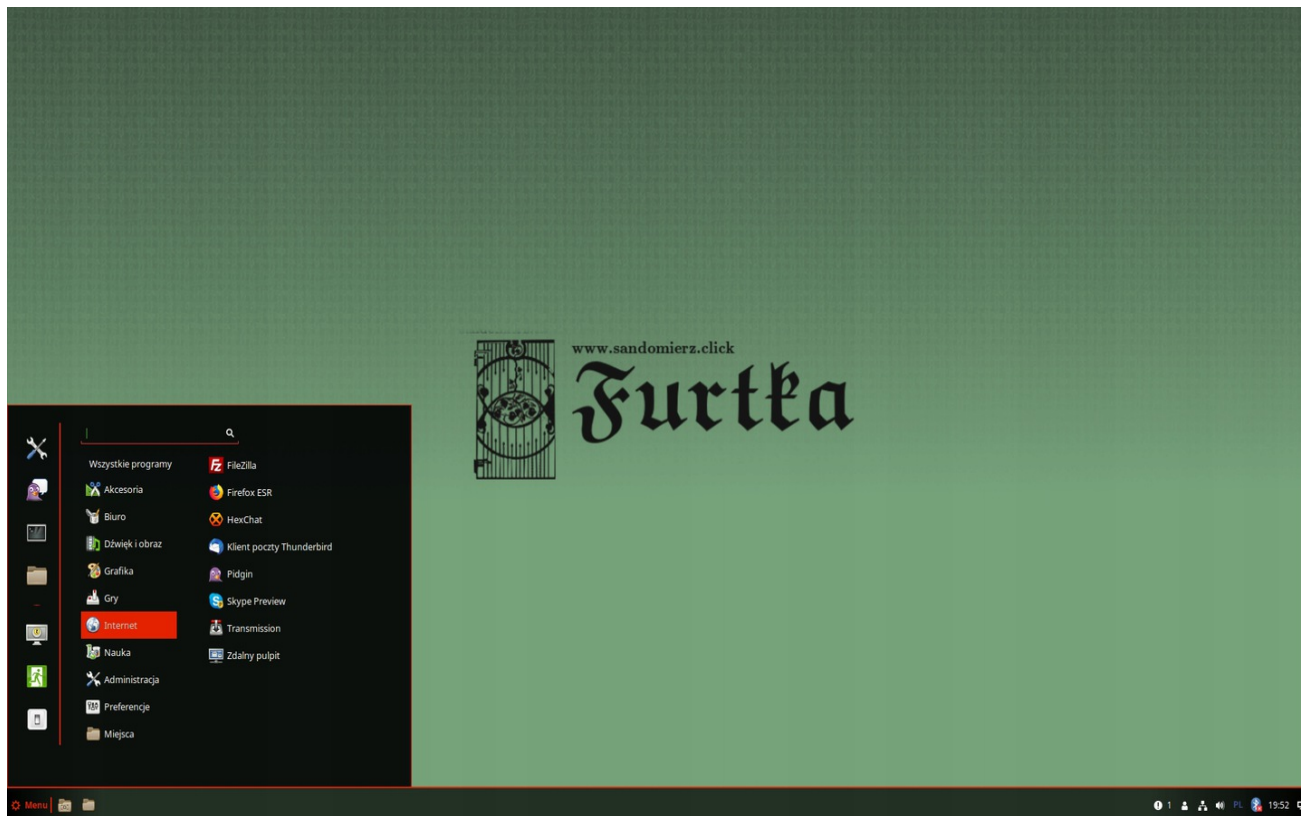 www.sandomierz.click
Furtka
Wszystkie programy
Akcesoria
Biuro
Dźwięk i obraz
Grafika
Gry
Internet
Nauka
Administracja
Preferencje
Miejsca
FileZilla
Firefox ESR
HexChat
Klient poczty Thunderbird
Pidgin
Skype Preview
Transmission
Zdalny pulpit
Menu
1 PL 19:52